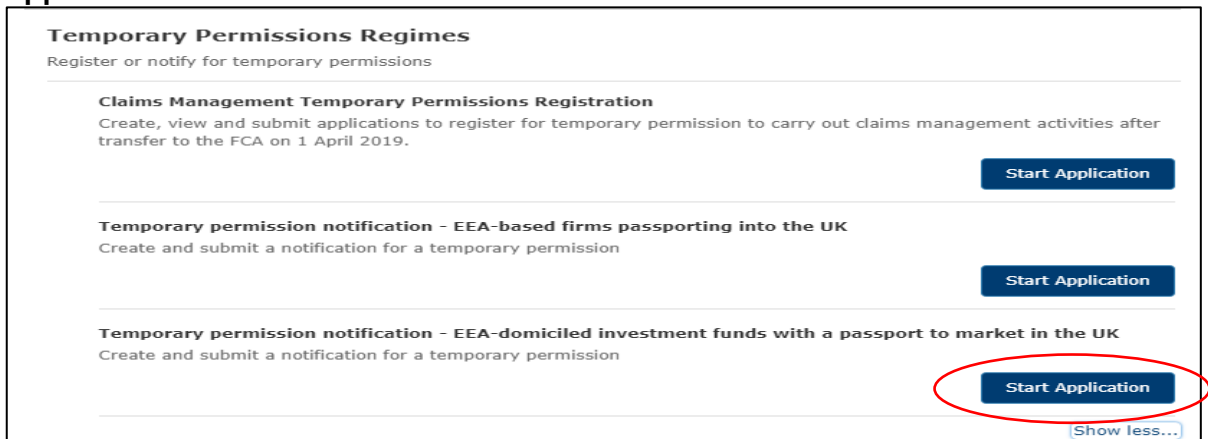 Temporary Permissions Regimes
Register or notify for temporary permissions
Claims Management Temporary Permissions Registration
Create, view and submit applications to register for temporary permission to carry out claims management activities after
transfer to the FCA on 1 April 2019.
Start Application
Temporary permission notification - EEA-based firms passporting into the UK
Create and submit a notification for a temporary permission
Start Application
Temporary permission notification - EEA-domiciled investment funds with a passport to market in the UK
Create and submit a notification for a temporary permission
Start Application
Show less...